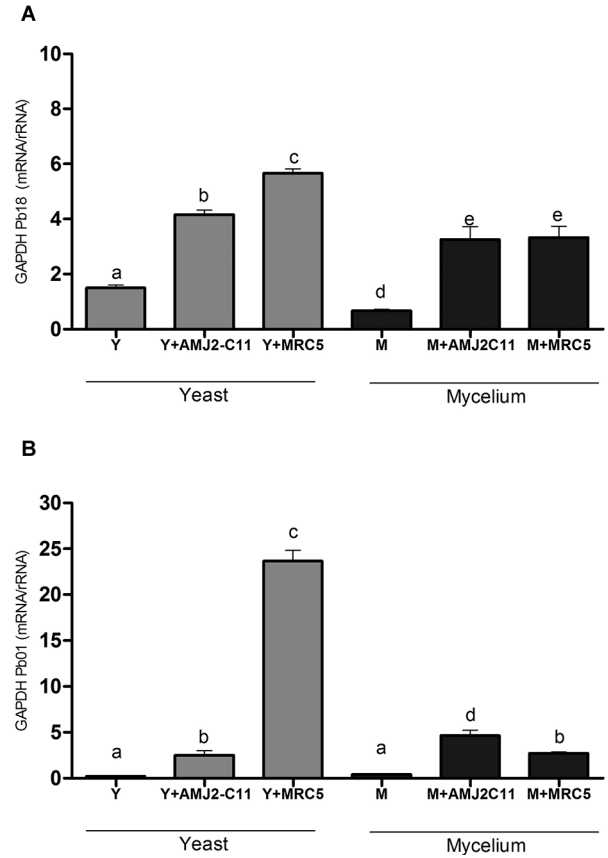 A
GAPDH Pb18 (mRNA/rRNA)
10
8
6
4
2
0
a
b
c
d
e
e
Y
Y+AMJ2-C11
Y+MRC5
M
M+AMJ2C11
M+MRC5
Yeast
Mycelium
B
GAPDH Pb01 (mRNA/rRNA)
30
25
20
15
10
5
0
a
b
c
a
d
b
Y
Y+AMJ2-C11
Y+MRC5
M
M+AMJ2C11
M+MRC5
Yeast
Mycelium